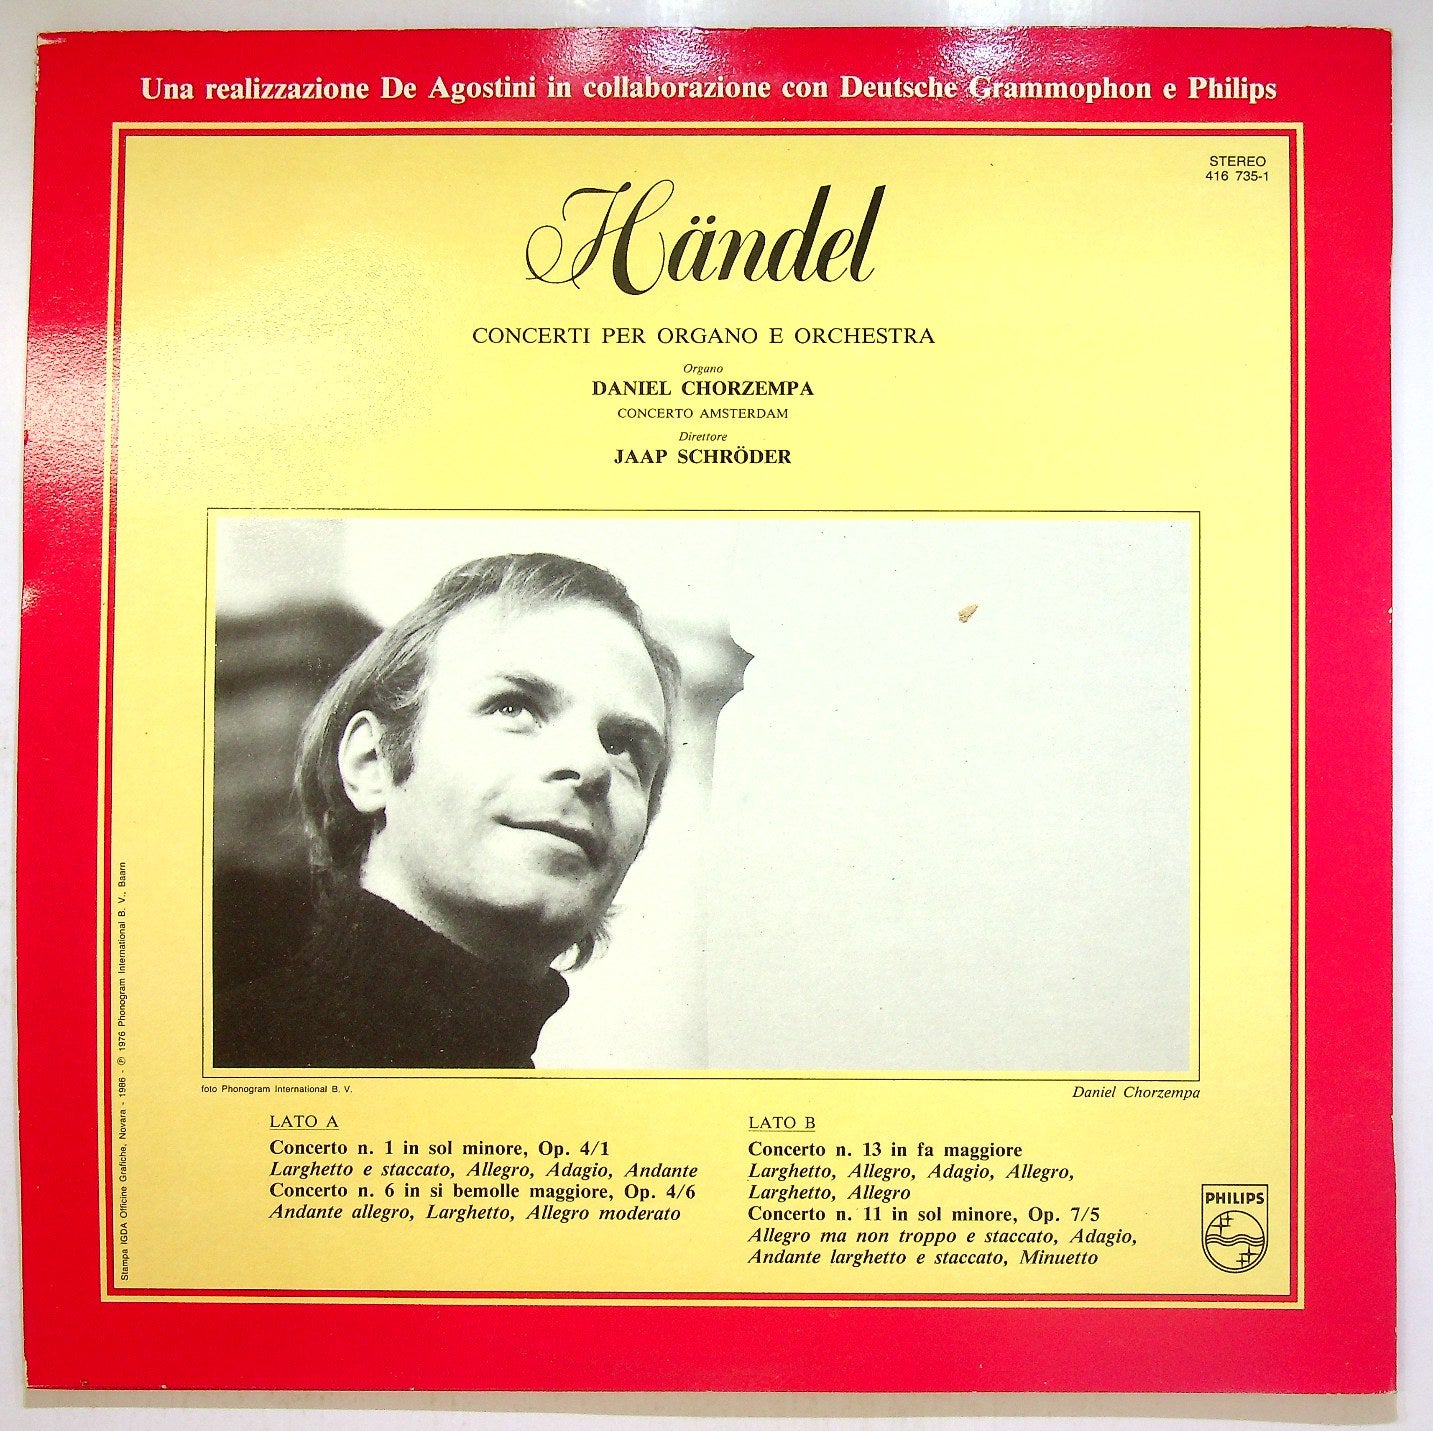 Una realizzazione De Agostini in collaborazione con Deutsche Grammophon e Philips
STEREO
416 735-1
Händel
CONCERTI PER ORGANO E ORCHESTRA
Organo
DANIEL CHORZEMPA
CONCERTO AMSTERDAM
Direttore
JAAP SCHRÖDER
foto Phonogram International B. V.
Daniel Chorzempa
LATO A
Concerto n. 1 in sol minore, Op. 4/1
Larghetto e staccato, Allegro, Adagio, Andante
Concerto n. 6 in si bemolle maggiore, Op. 4/6
Andante allegro, Larghetto, Allegro moderato
LATO B
Concerto n. 13 in fa maggiore
Larghetto, Allegro, Adagio, Allegro,
Larghetto, Allegro
Concerto n. 11 in sol minore, Op. 7/5
Allegro ma non troppo e staccato, Adagio,
Andante larghetto e staccato, Minuetto
PHILIPS
Stampa IGDA Officine Grafiche, Novara - 1986 - ℗ 1976 Phonogram International B. V., Baarn